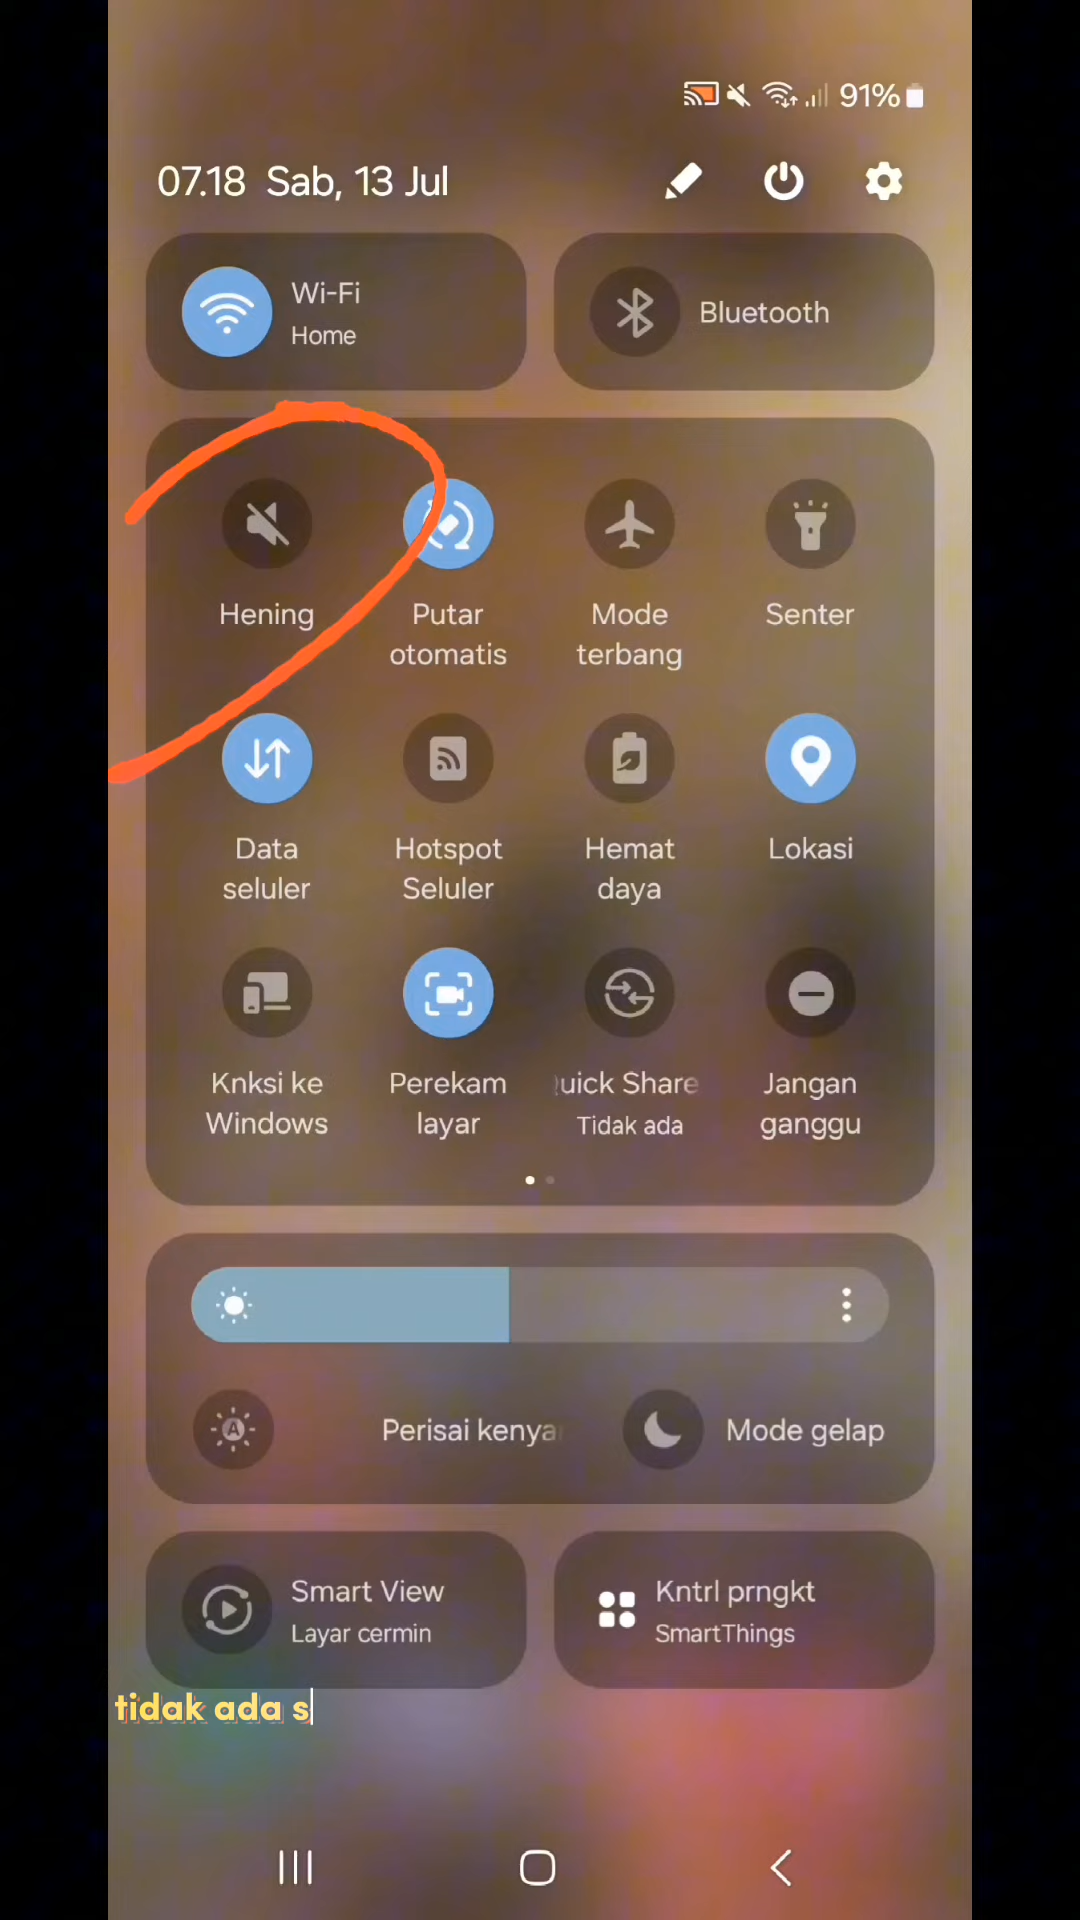 91%
07.18 Sab, 13 Jul
Wi-Fi
Home
Bluetooth
Hening
Putar
otomatis
Mode
terbang
Senter
Data
seluler
Hotspot
Seluler
Hemat
daya
Lokasi
Knksi ke
Windows
Perekam
layar
uick Share
Tidak ada
Jangan
ganggu
A
Perisai kenya
Mode gelap
Smart View
Layar cermin
Kntrl prngkt
SmartThings
tidak ada s